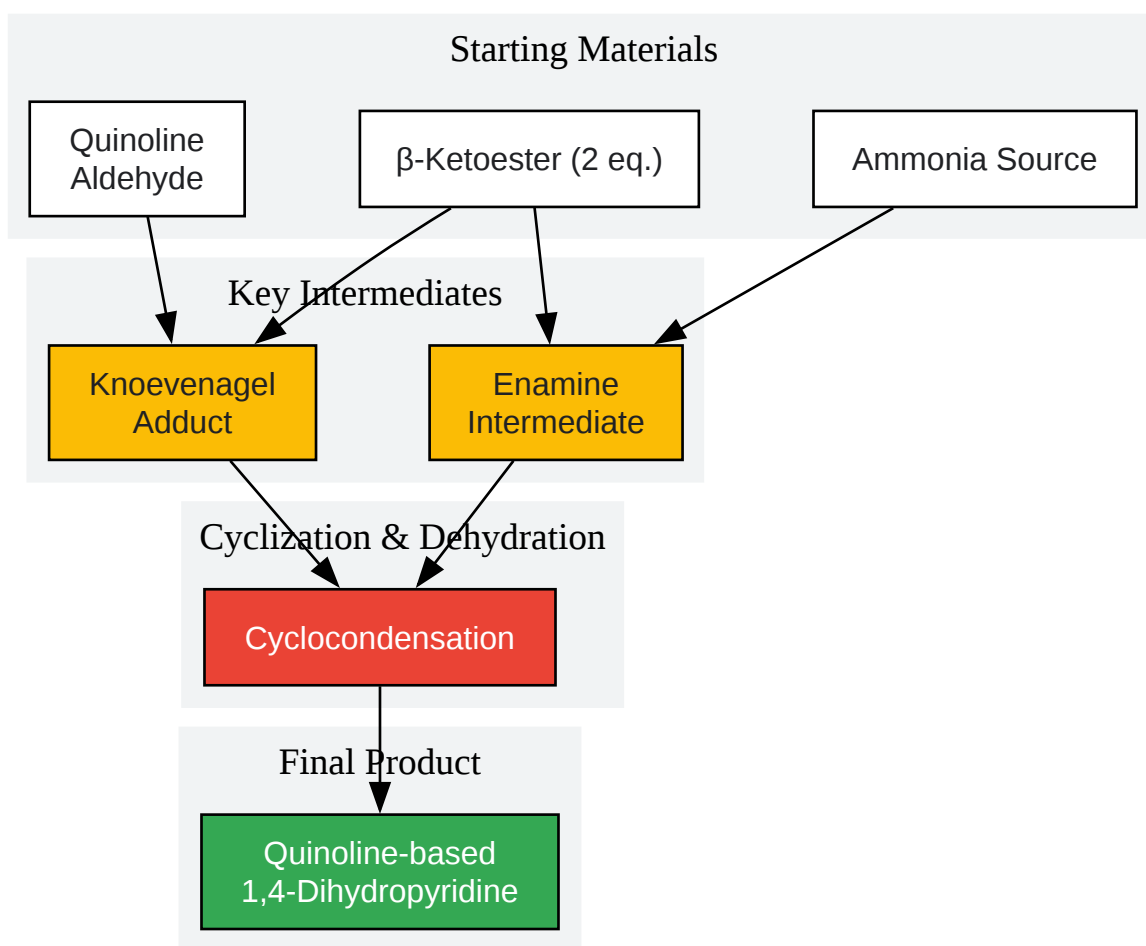 Starting Materials
Quinoline
Aldehyde
β-Ketoester (2 eq.)
Ammonia Source
Key Intermediates
Knoevenagel
Adduct
Enamine
Intermediate
Cyclization & Dehydration
Cyclocondensation
Final Product
Quinoline-based
1,4-Dihydropyridine